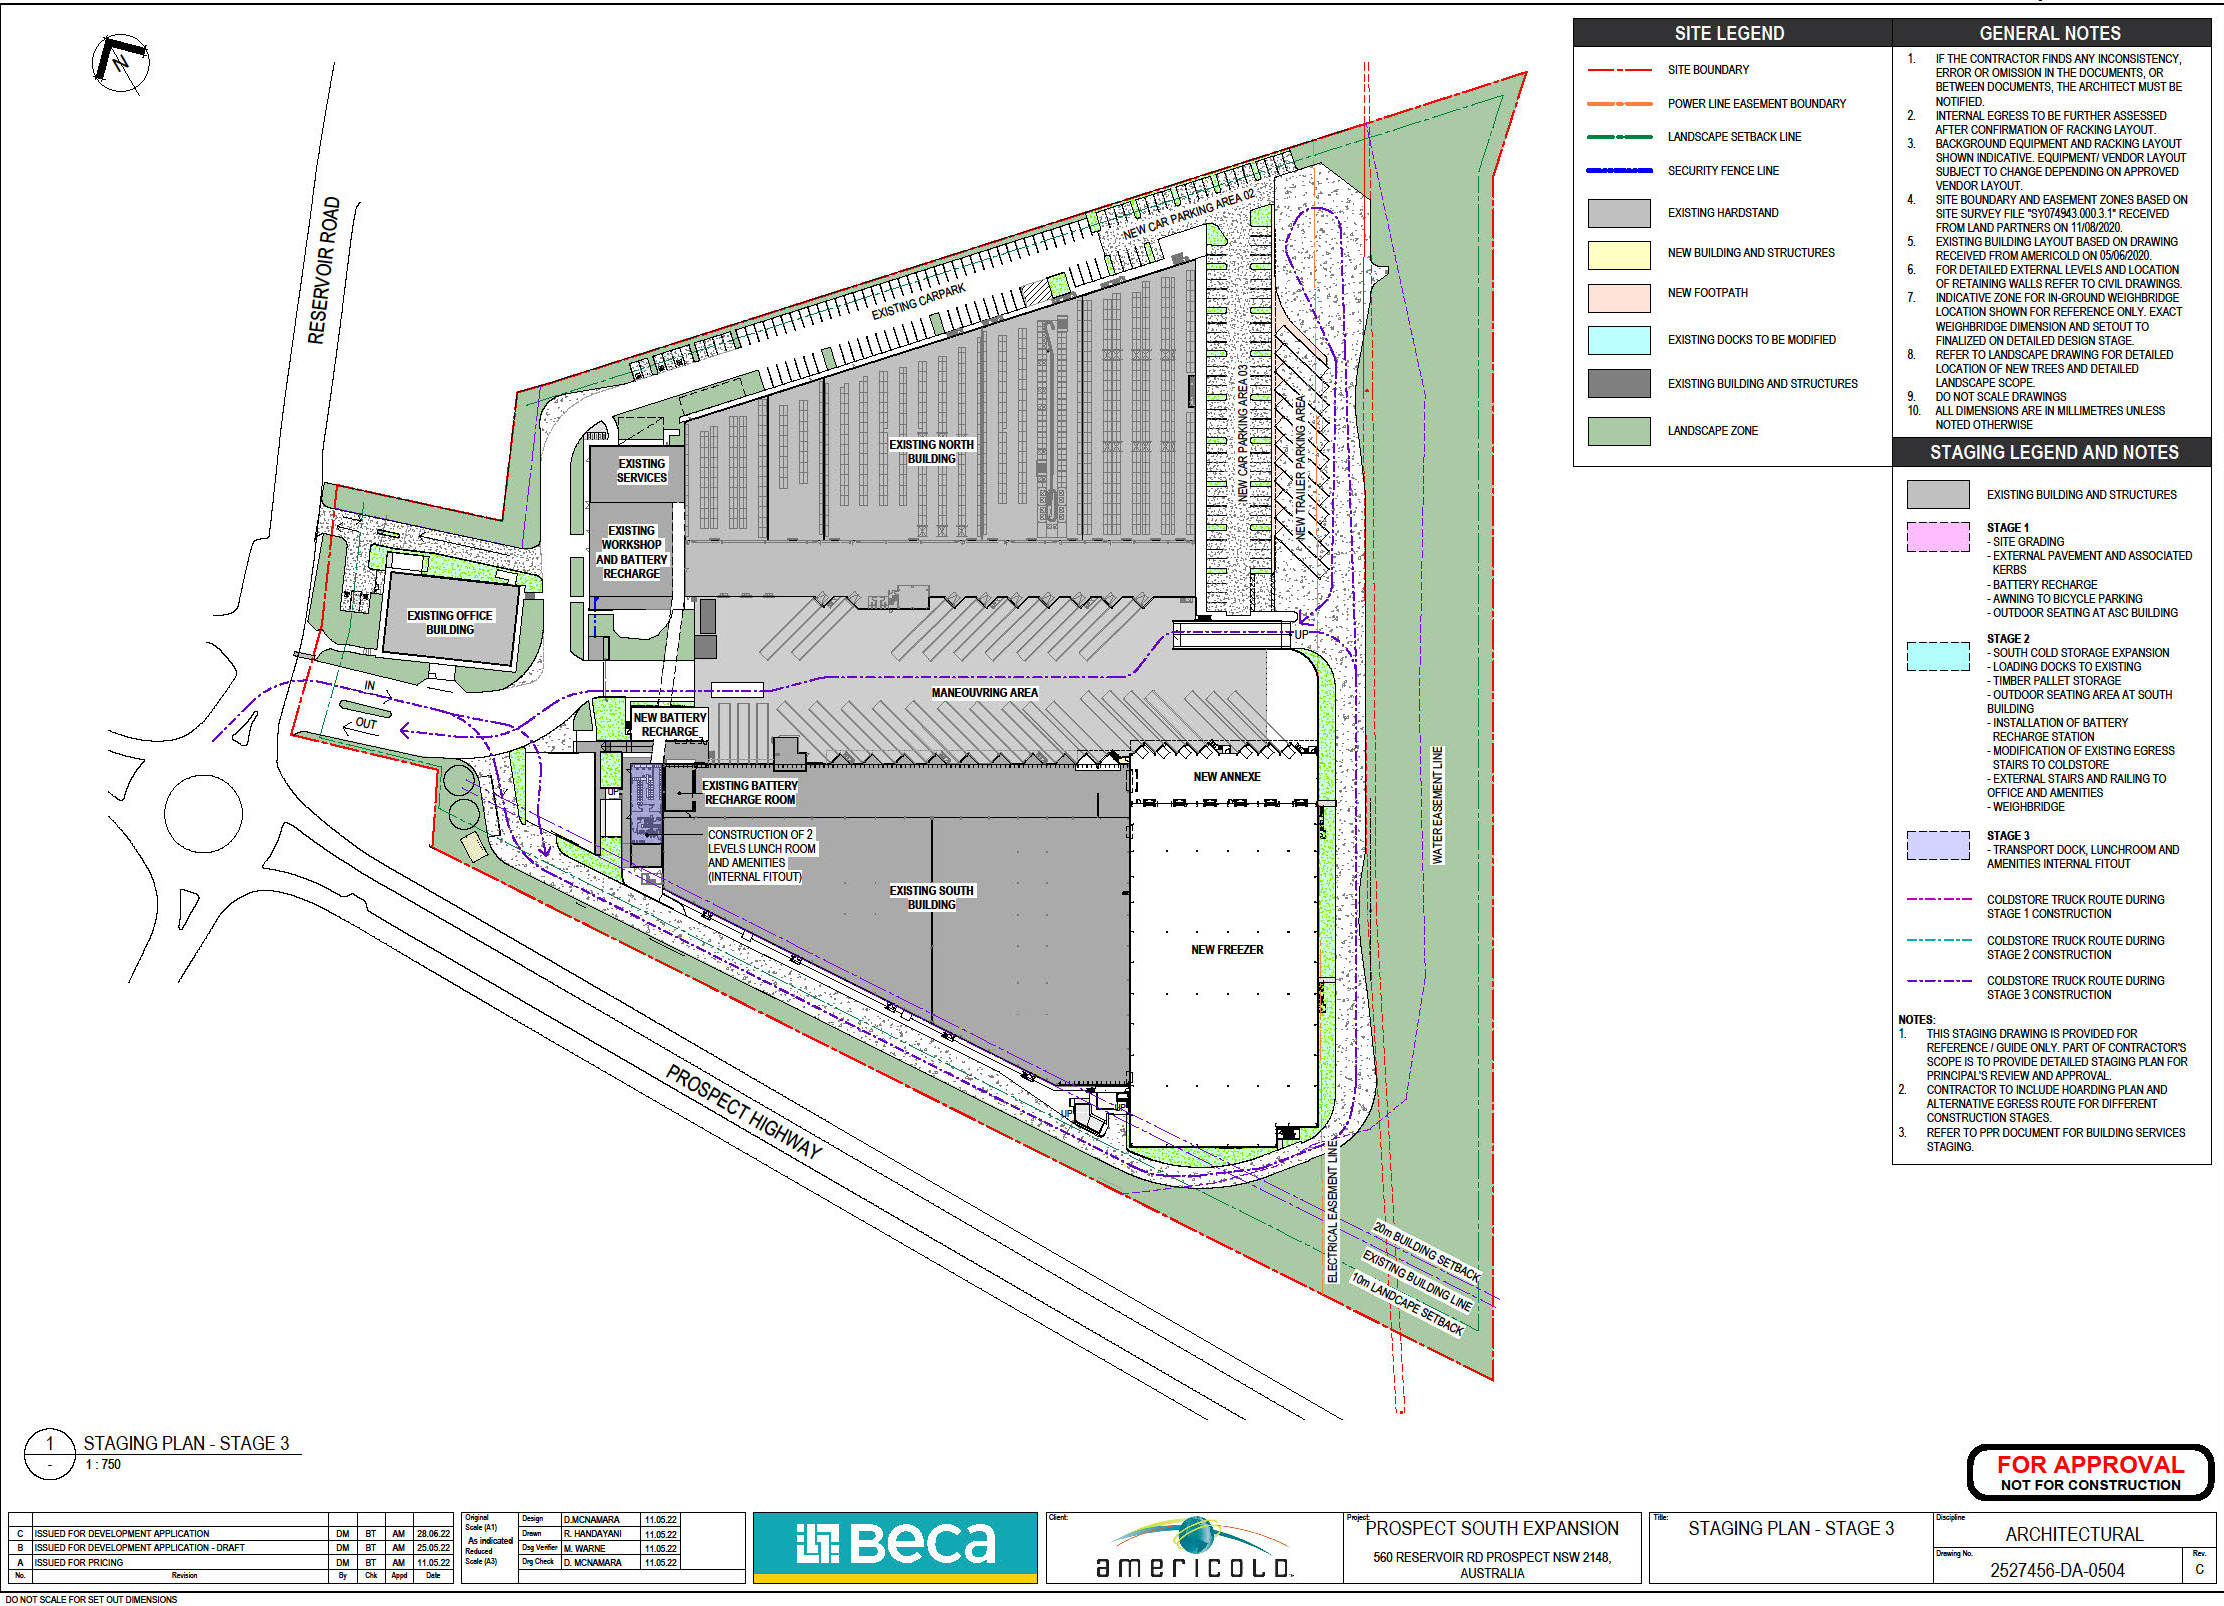 N
RESERVOIR ROAD
NEW CAR PARKING AREA 02
EXISTING CARPARK
EXISTING NORTH
BUILDING
NEW CAR PARKING AREA 03
NEW TRAILER PARKING AREA
EXISTING
SERVICES
EXISTING
WORKSHOP
AND BATTERY
RECHARGE
EXISTING OFFICE
BUILDING
UP
IN
OUT
MANEOUVRING AREA
NEW BATTERY
RECHARGE
UP
EXISTING BATTERY
RECHARGE ROOM
NEW ANNEXE
CONSTRUCTION OF 2
LEVELS LUNCH ROOM
AND AMENITIES
(INTERNAL FITOUT)
EXISTING SOUTH
BUILDING
NEW FREEZER
WATER EASEMENT LINE
UP
UP
PROSPECT HIGHWAY
ELECTRICAL EASEMENT LINE
20m BUILDING SETBACK
EXISTING BUILDING LINE
10m LANDCAPE SETBACK
SITE LEGEND
SITE BOUNDARY
POWER LINE EASEMENT BOUNDARY
LANDSCAPE SETBACK LINE
SECURITY FENCE LINE
EXISTING HARDSTAND
NEW BUILDING AND STRUCTURES
NEW FOOTPATH
EXISTING DOCKS TO BE MODIFIED
EXISTING BUILDING AND STRUCTURES
LANDSCAPE ZONE
GENERAL NOTES
1. IF THE CONTRACTOR FINDS ANY INCONSISTENCY,
ERROR OR OMISSION IN THE DOCUMENTS, OR
BETWEEN DOCUMENTS, THE ARCHITECT MUST BE
NOTIFIED.
2. INTERNAL EGRESS TO BE FURTHER ASSESSED
AFTER CONFIRMATION OF RACKING LAYOUT.
3. BACKGROUND EQUIPMENT AND RACKING LAYOUT
SHOWN INDICATIVE. EQUIPMENT/ VENDOR LAYOUT
SUBJECT TO CHANGE DEPENDING ON APPROVED
VENDOR LAYOUT.
4. SITE BOUNDARY AND EASEMENT ZONES BASED ON
SITE SURVEY FILE "SY074943.000.3.1" RECEIVED
FROM LAND PARTNERS ON 11/08/2020.
5. EXISTING BUILDING LAYOUT BASED ON DRAWING
RECEIVED FROM AMERICOLD ON 05/06/2020.
6. FOR DETAILED EXTERNAL LEVELS AND LOCATION
OF RETAINING WALLS REFER TO CIVIL DRAWINGS.
7. INDICATIVE ZONE FOR IN-GROUND WEIGHBRIDGE
LOCATION SHOWN FOR REFERENCE ONLY. EXACT
WEIGHBRIDGE DIMENSION AND SETOUT TO
FINALIZED ON DETAILED DESIGN STAGE.
8. REFER TO LANDSCAPE DRAWING FOR DETAILED
LOCATION OF NEW TREES AND DETAILED
LANDSCAPE SCOPE.
9. DO NOT SCALE DRAWINGS
10. ALL DIMENSIONS ARE IN MILLIMETRES UNLESS
NOTED OTHERWISE
STAGING LEGEND AND NOTES
EXISTING BUILDING AND STRUCTURES
STAGE 1
- SITE GRADING
- EXTERNAL PAVEMENT AND ASSOCIATED
KERBS
- BATTERY RECHARGE
- AWNING TO BICYCLE PARKING
- OUTDOOR SEATING AT ASC BUILDING
STAGE 2
- SOUTH COLD STORAGE EXPANSION
- LOADING DOCKS TO EXISTING
- TIMBER PALLET STORAGE
- OUTDOOR SEATING AREA AT SOUTH
BUILDING
- INSTALLATION OF BATTERY
RECHARGE STATION
- MODIFICATION OF EXISTING EGRESS
STAIRS TO COLDSTORE
- EXTERNAL STAIRS AND RAILING TO
OFFICE AND AMENITIES
- WEIGHBRIDGE
STAGE 3
- TRANSPORT DOCK, LUNCHROOM AND
AMENITIES INTERNAL FITOUT
COLDSTORE TRUCK ROUTE DURING
STAGE 1 CONSTRUCTION
COLDSTORE TRUCK ROUTE DURING
STAGE 2 CONSTRUCTION
COLDSTORE TRUCK ROUTE DURING
STAGE 3 CONSTRUCTION
NOTES:
1. THIS STAGING DRAWING IS PROVIDED FOR
REFERENCE / GUIDE ONLY. PART OF CONTRACTOR'S
SCOPE IS TO PROVIDE DETAILED STAGING PLAN FOR
PRINCIPAL'S REVIEW AND APPROVAL.
2. CONTRACTOR TO INCLUDE HOARDING PLAN AND
ALTERNATIVE EGRESS ROUTE FOR DIFFERENT
CONSTRUCTION STAGES.
3. REFER TO PPR DOCUMENT FOR BUILDING SERVICES
STAGING.
1 STAGING PLAN - STAGE 3
- 1 : 750
FOR APPROVAL
NOT FOR CONSTRUCTION
C ISSUED FOR DEVELOPMENT APPLICATION DM BT AM 28.06.22
B ISSUED FOR DEVELOPMENT APPLICATION - DRAFT DM BT AM 25.05.22
A ISSUED FOR PRICING DM BT AM 11.05.22
No. Revision By Chk Appd Date
Original
Scale (A1)
As indicated
Reduced
Scale (A3)
Design D.MCNAMARA 11.05.22
Drawn R. HANDAYANI 11.05.22
Dsg Verifier M. WARNE 11.05.22
Drg Check D. MCNAMARA 11.05.22
Beca
Client:
americold
Project:
PROSPECT SOUTH EXPANSION
560 RESERVOIR RD PROSPECT NSW 2148,
AUSTRALIA
Title:
STAGING PLAN - STAGE 3
Discipline
ARCHITECTURAL
Drawing No.
2527456-DA-0504
Rev.
C
DO NOT SCALE FOR SET OUT DIMENSIONS